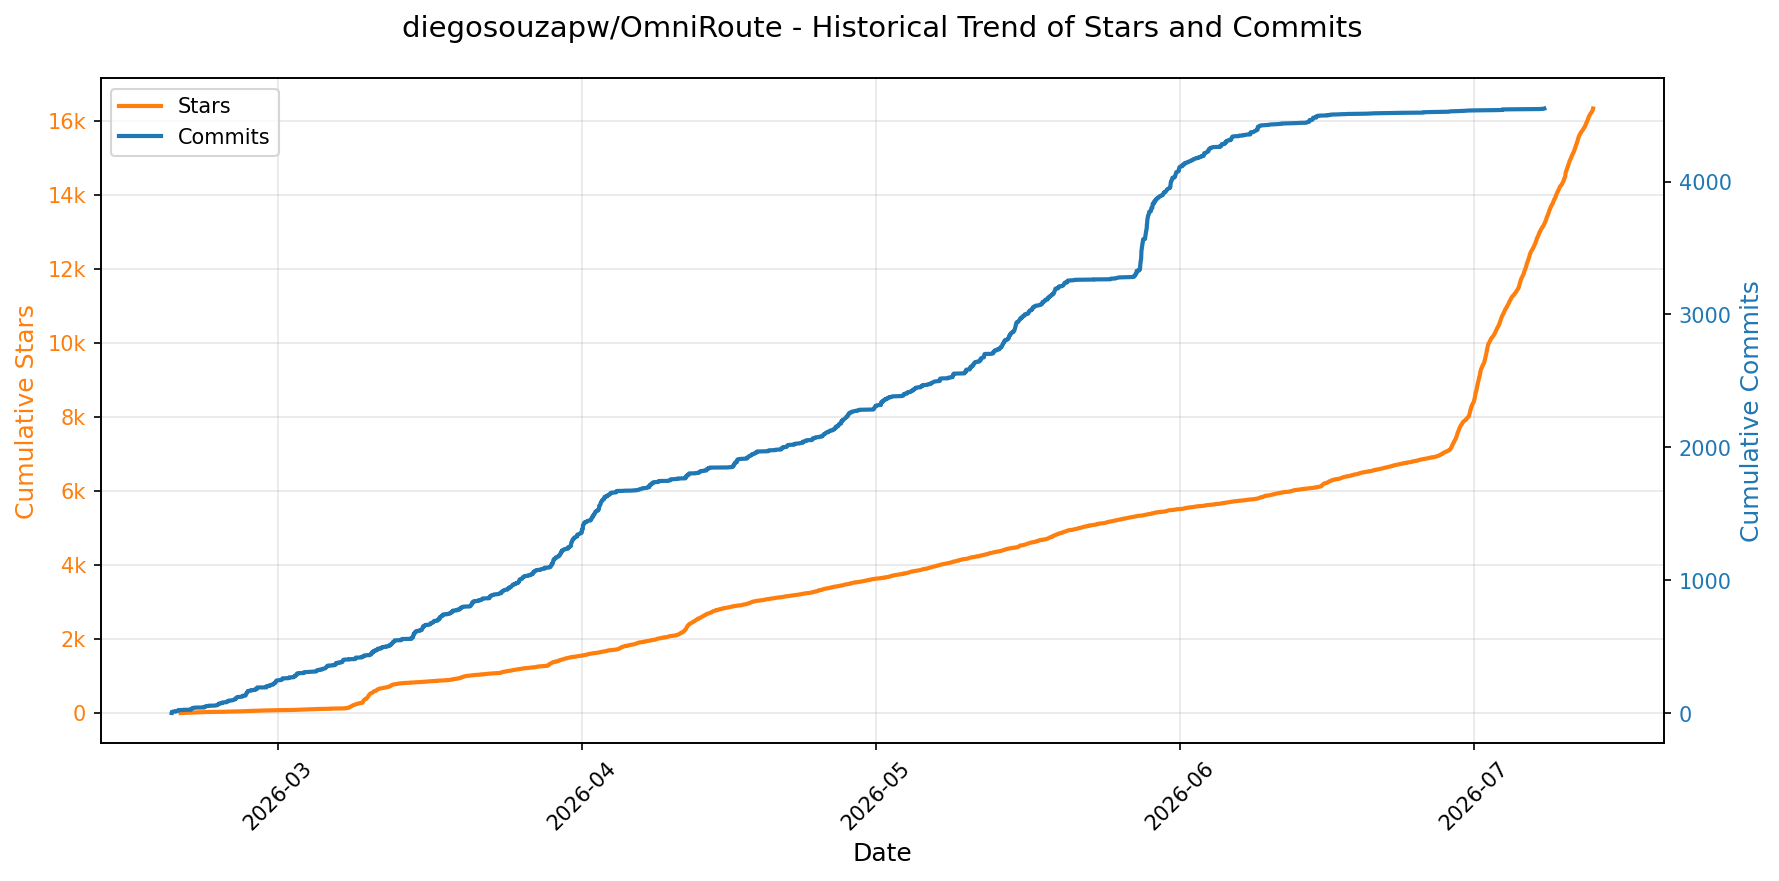 diegosouzapw/OmniRoute - Historical Trend of Stars and Commits
Stars
Commits
16k
14k
12k
10k
8k
6k
4k
2k
0
Cumulative Stars
4000
3000
2000
1000
0
Cumulative Commits
2026-03
2026-04
2026-05
2026-06
2026-07
Date